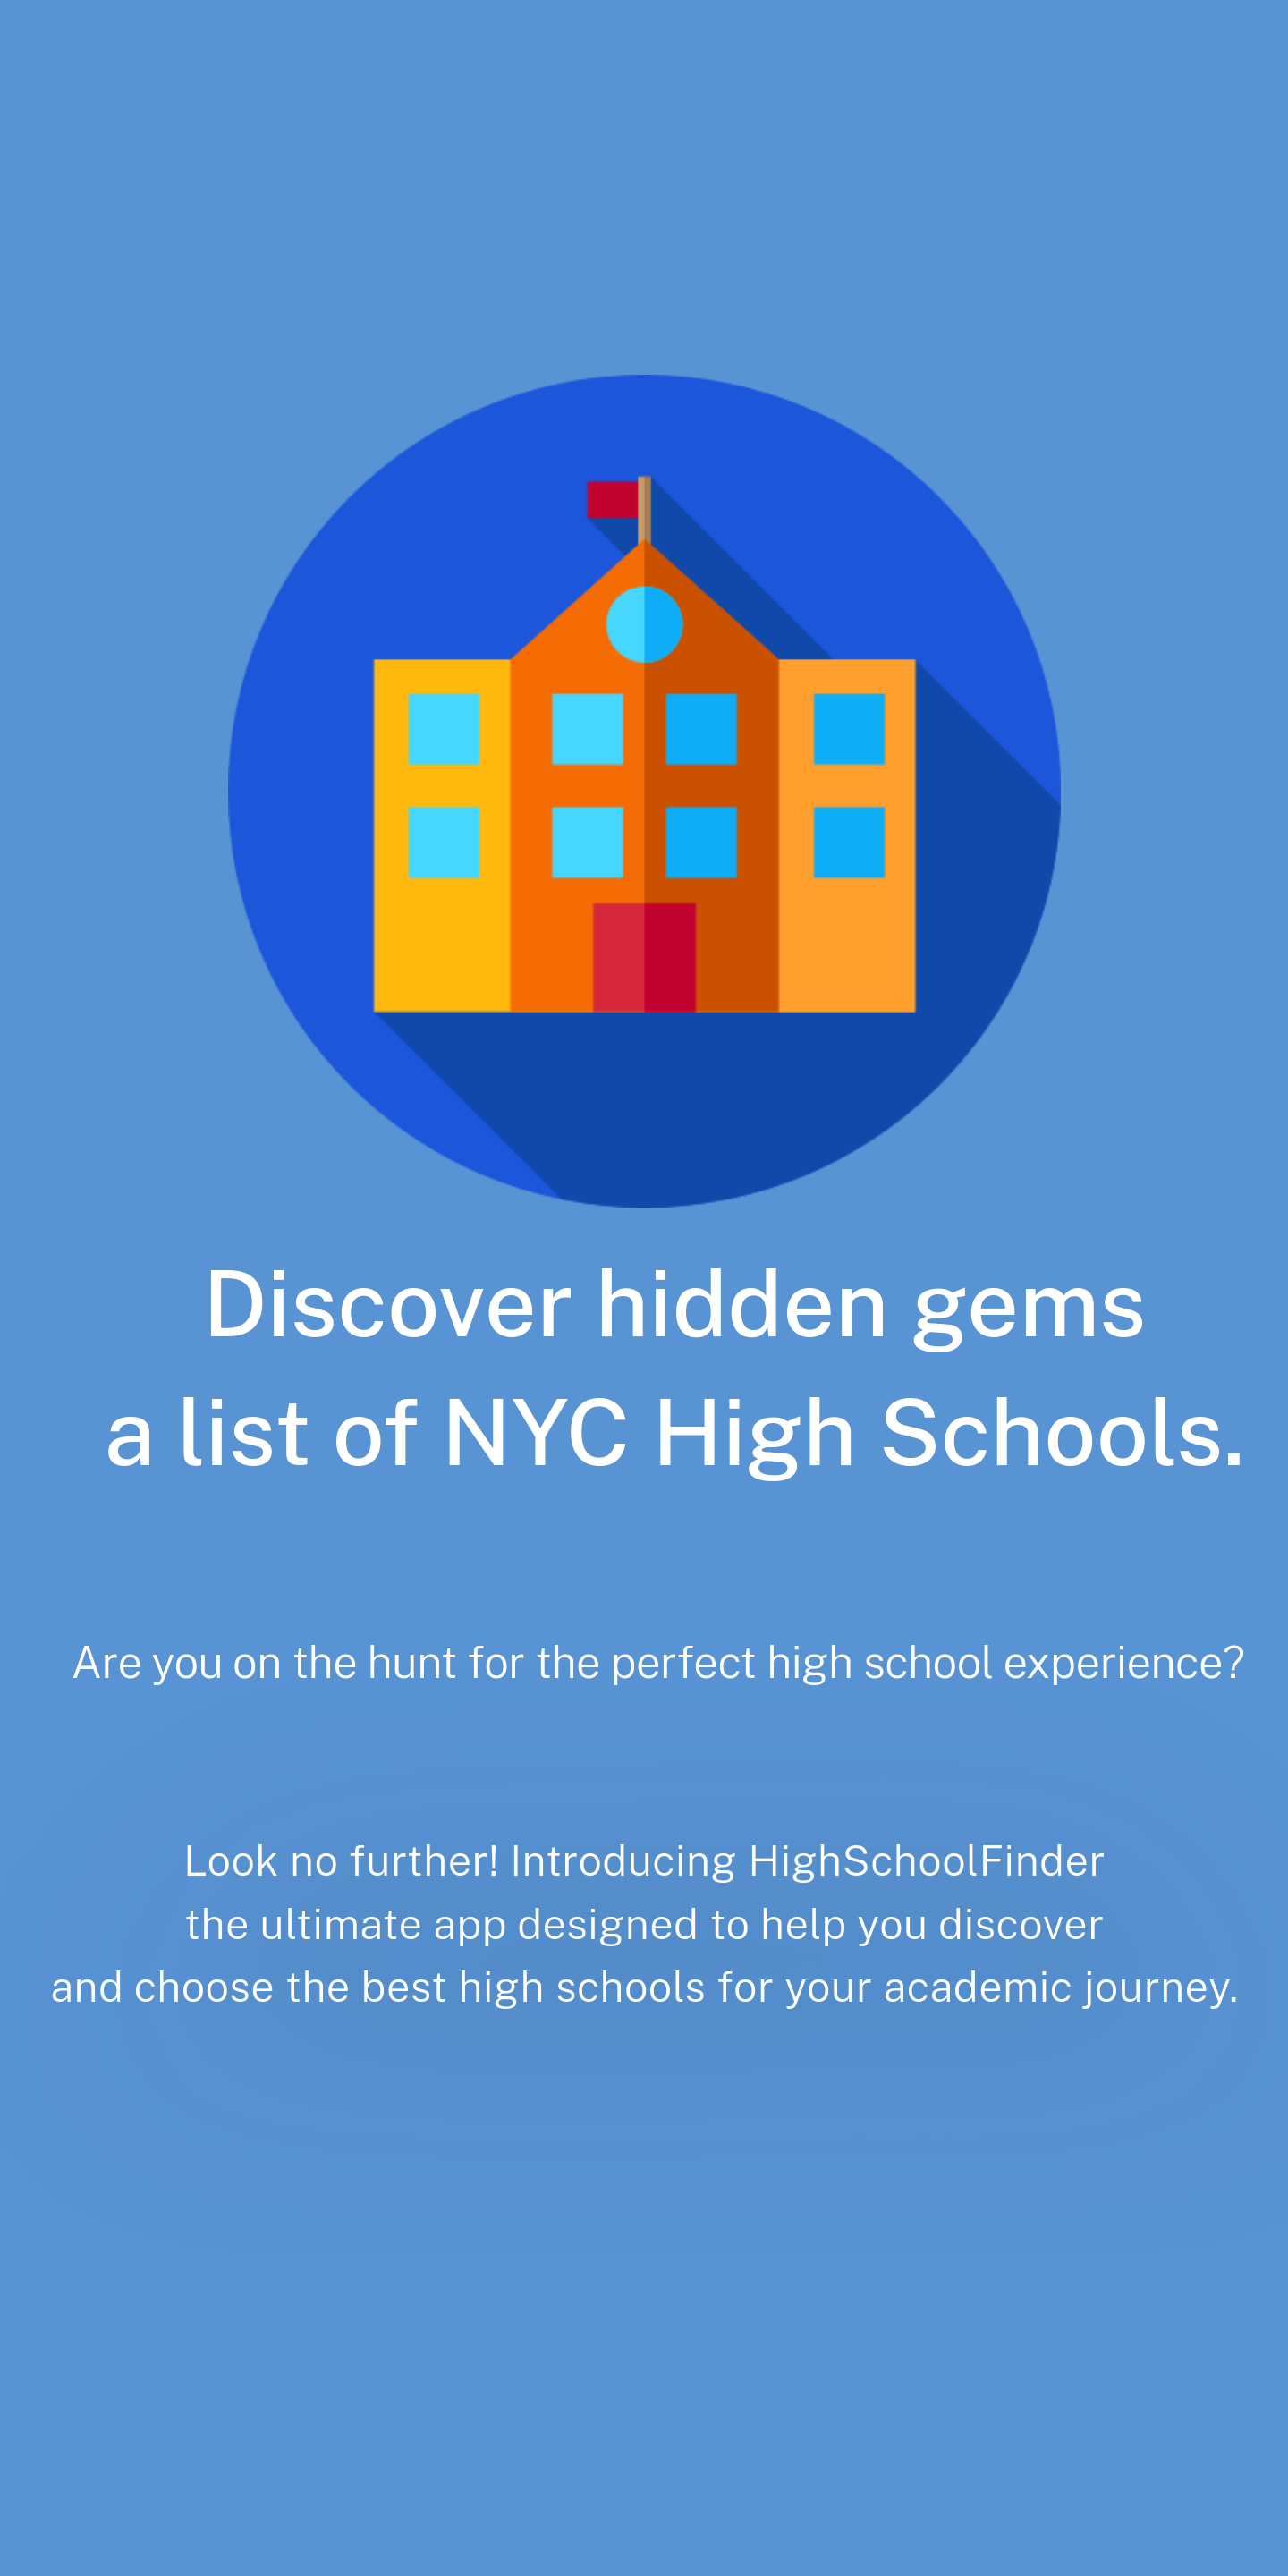 Discover hidden gems
a list of NYC High Schools.
Are you on the hunt for the perfect high school experience?
Look no further! Introducing HighSchoolFinder
the ultimate app designed to help you discover
and choose the best high schools for your academic journey.